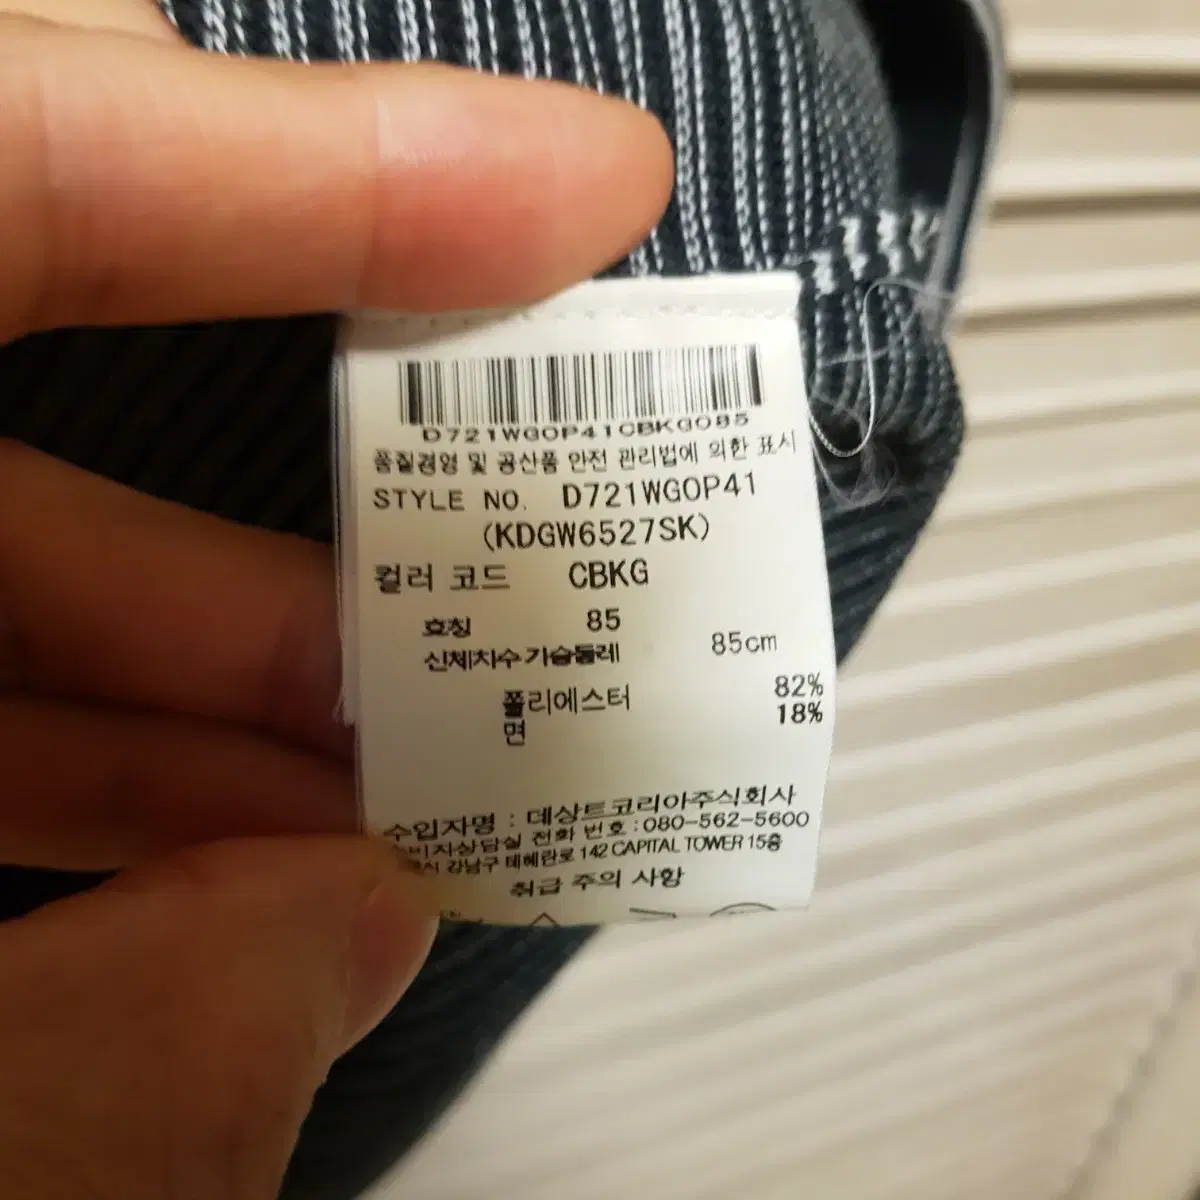 D721WGOP41CBKG085
품질경영 및 공산품 안전 관리법에 의한 표시
STYLE NO. D721WGOP41
(KDGW6527SK)
컬러 코드 CBKG
호칭 85
신체치수 가슴둘레 85cm
폴리에스터 82%
면 18%
수입자명 : 데상트코리아주식회사
전화 번호 :080-562-5600
강남구 테헤란로 142 CAPITAL TOWER 15층
취급 주의 사항